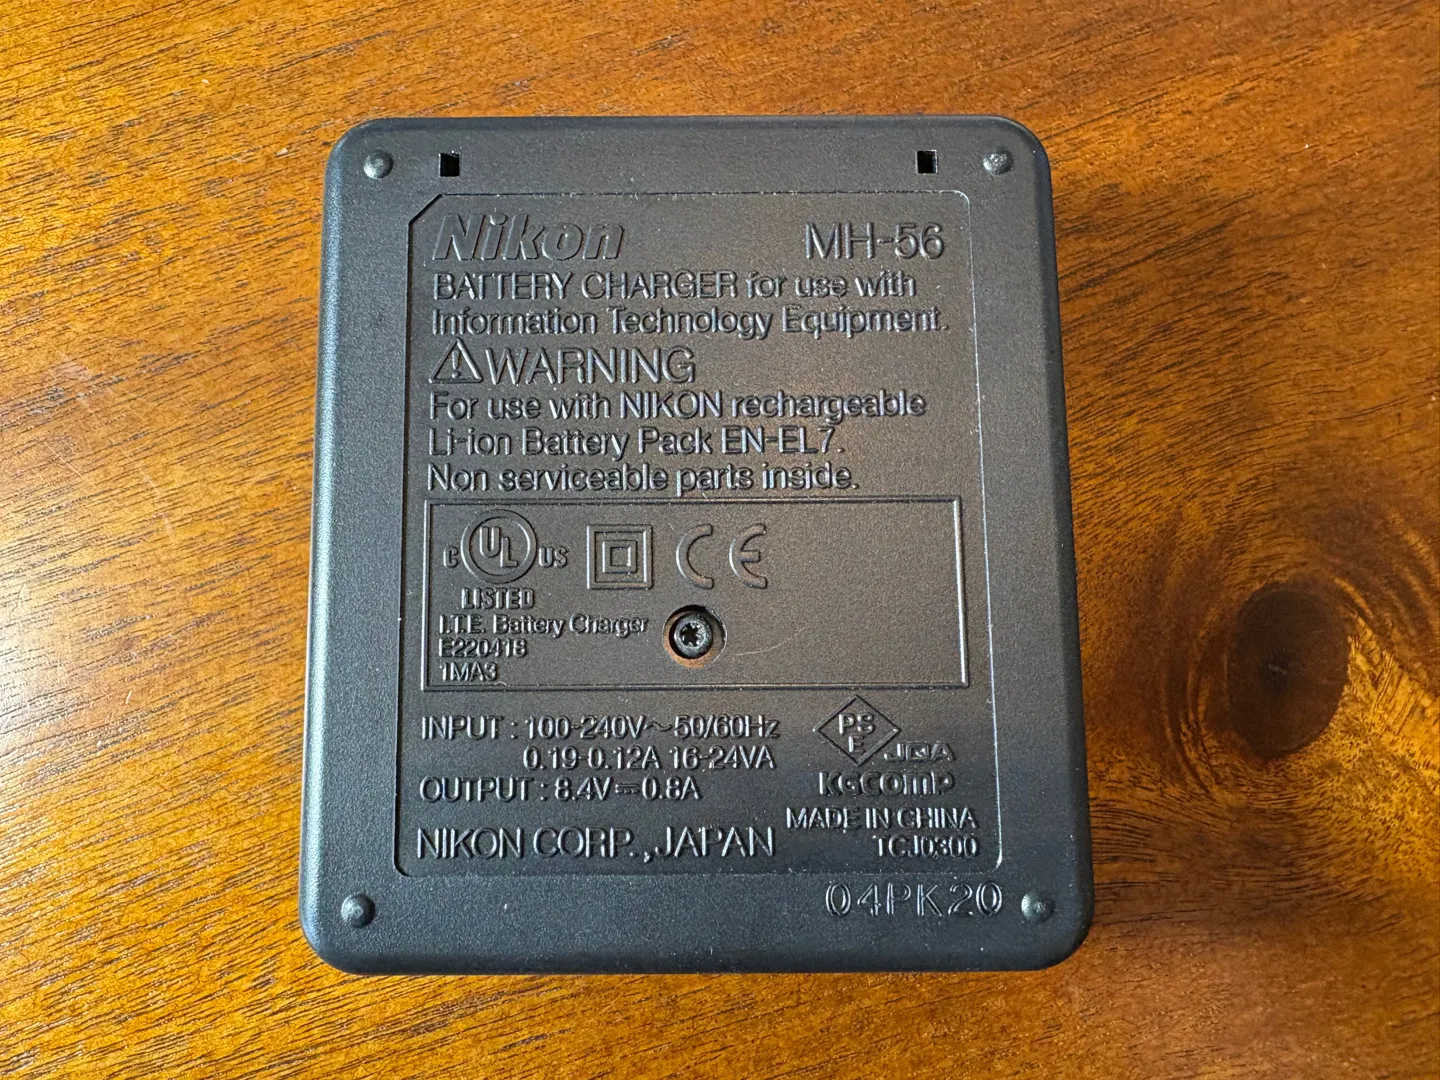 Nikon MH-56
BATTERY CHARGER for use with
Information Technology Equipment.
⚠WARNING
For use with NIKON rechargeable
Li-ion Battery Pack EN-EL7.
Non serviceable parts inside.
C UL US CE
LISTED
I.T.E. Battery Charger
E220418
1MA3
INPUT : 100-240V~50/60Hz
0.19-0.12A 16-24VA
OUTPUT : 8.4V⎓0.8A
PSE JQA
KGCOMP
MADE IN CHINA
NIKON CORP.,JAPAN TCJ0300
04PK20